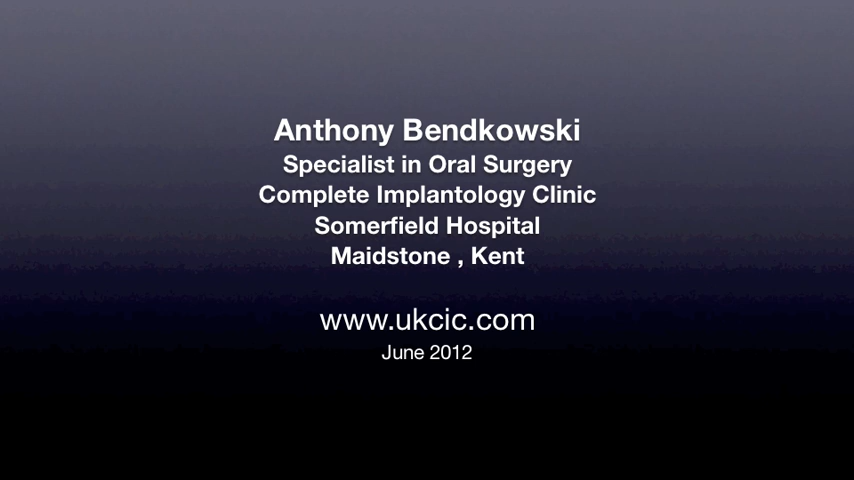 Anthony Bendkowski
Specialist in Oral Surgery
Complete Implantology Clinic
Somerfield Hospital
Maidstone , Kent
www.ukcic.com
June 2012